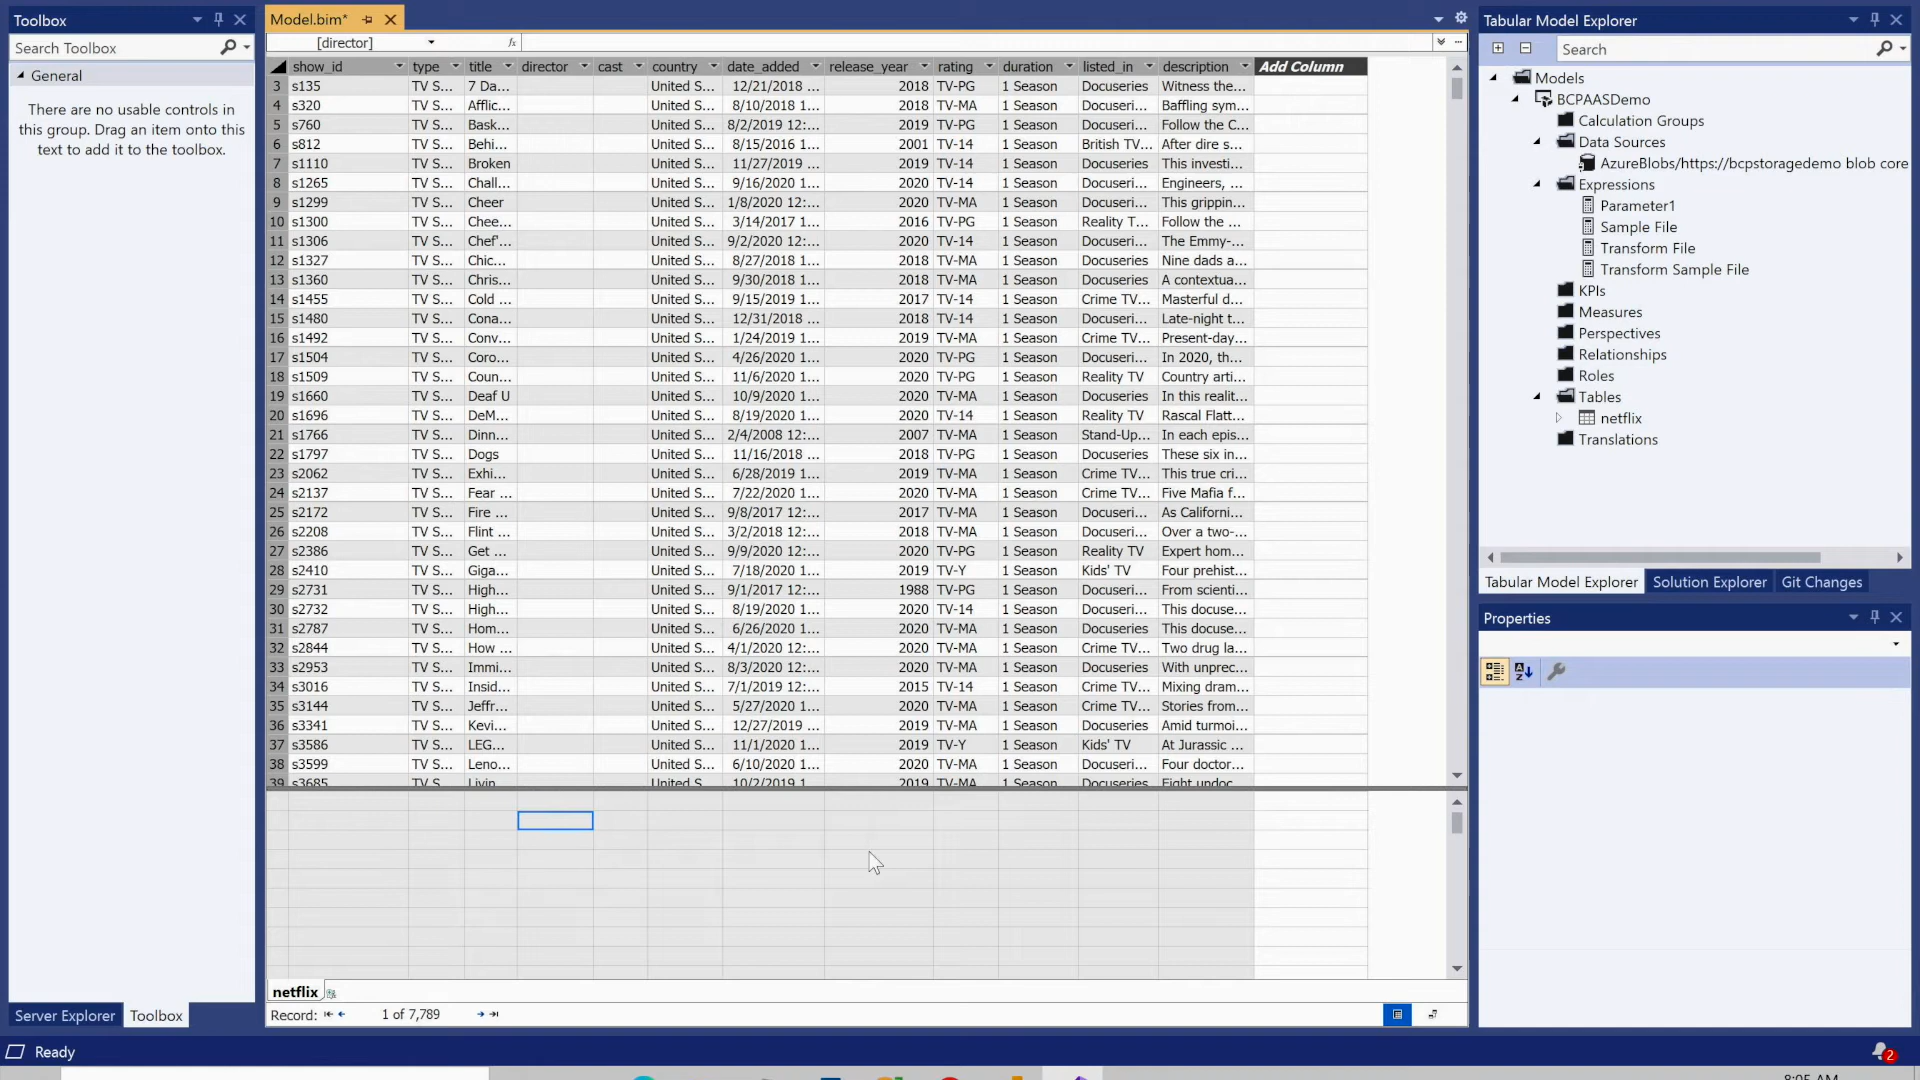 Toolbox
Search Toolbox
General
There are no usable controls in
this group. Drag an item onto this
text to add it to the toolbox.
Server Explorer Toolbox
Model.bim*
[director] fx
show_id type title director cast country date_added release_year rating duration listed_in description Add Column
3 s135 TV S... 7 Da... United S... 12/21/2018 ... 2018 TV-PG 1 Season Docuseries Witness the...
4 s320 TV S... Afflic... United S... 8/10/2018 1... 2018 TV-MA 1 Season Docuseries Baffling sym...
5 s760 TV S... Bask... United S... 8/2/2019 12:... 2019 TV-PG 1 Season Docuseri... Follow the C...
6 s812 TV S... Behi... United S... 8/15/2016 1... 2001 TV-14 1 Season British TV... After dire s...
7 s1110 TV S... Broken United S... 11/27/2019 ... 2019 TV-14 1 Season Docuseries This investi...
8 s1265 TV S... Chall... United S... 9/16/2020 1... 2020 TV-14 1 Season Docuseri... Engineers, ...
9 s1299 TV S... Cheer United S... 1/8/2020 12:... 2020 TV-MA 1 Season Docuseri... This grippin...
10 s1300 TV S... Chee... United S... 3/14/2017 1... 2016 TV-PG 1 Season Reality T... Follow the ...
11 s1306 TV S... Chef'... United S... 9/2/2020 12:... 2020 TV-14 1 Season Docuseri... The Emmy-...
12 s1327 TV S... Chic... United S... 8/27/2018 1... 2018 TV-MA 1 Season Docuseries Nine dads a...
13 s1360 TV S... Chris... United S... 9/30/2018 1... 2018 TV-MA 1 Season Docuseries A contextua...
14 s1455 TV S... Cold ... United S... 9/15/2019 1... 2017 TV-14 1 Season Crime TV... Masterful d...
15 s1480 TV S... Cona... United S... 12/31/2018 ... 2018 TV-14 1 Season Docuseri... Late-night t...
16 s1492 TV S... Conv... United S... 1/24/2019 1... 2019 TV-MA 1 Season Crime TV... Present-day...
17 s1504 TV S... Coro... United S... 4/26/2020 1... 2020 TV-PG 1 Season Docuseries In 2020, th...
18 s1509 TV S... Coun... United S... 11/6/2020 1... 2020 TV-PG 1 Season Reality TV Country arti...
19 s1660 TV S... Deaf U United S... 10/9/2020 1... 2020 TV-MA 1 Season Docuseries In this realit...
20 s1696 TV S... DeM... United S... 8/19/2020 1... 2020 TV-14 1 Season Reality TV Rascal Flatt...
21 s1766 TV S... Dinn... United S... 2/4/2008 12:... 2007 TV-MA 1 Season Stand-Up... In each epis...
22 s1797 TV S... Dogs United S... 11/16/2018 ... 2018 TV-PG 1 Season Docuseries These six in...
23 s2062 TV S... Exhi... United S... 6/28/2019 1... 2019 TV-MA 1 Season Crime TV... This true cri...
24 s2137 TV S... Fear ... United S... 7/22/2020 1... 2020 TV-MA 1 Season Crime TV... Five Mafia f...
25 s2172 TV S... Fire ... United S... 9/8/2017 12:... 2017 TV-MA 1 Season Docuseri... As Californi...
26 s2208 TV S... Flint ... United S... 3/2/2018 12:... 2018 TV-MA 1 Season Docuseri... Over a two-...
27 s2386 TV S... Get ... United S... 9/9/2020 12:... 2020 TV-PG 1 Season Reality TV Expert hom...
28 s2410 TV S... Giga... United S... 7/18/2020 1... 2019 TV-Y 1 Season Kids' TV Four prehist...
29 s2731 TV S... High... United S... 9/1/2017 12:... 1988 TV-PG 1 Season Docuseri... From scienti...
30 s2732 TV S... High... United S... 8/19/2020 1... 2020 TV-14 1 Season Docuseri... This docuse...
31 s2787 TV S... Hom... United S... 6/26/2020 1... 2020 TV-MA 1 Season Docuseries This docuse...
32 s2844 TV S... How ... United S... 4/1/2020 12:... 2020 TV-MA 1 Season Crime TV... Two drug la...
33 s2953 TV S... Immi... United S... 8/3/2020 12:... 2020 TV-MA 1 Season Docuseries With unprec...
34 s3016 TV S... Insid... United S... 7/1/2019 12:... 2015 TV-14 1 Season Crime TV... Mixing dram...
35 s3144 TV S... Jeffr... United S... 5/27/2020 1... 2020 TV-MA 1 Season Crime TV... Stories from...
36 s3341 TV S... Kevi... United S... 12/27/2019 ... 2019 TV-MA 1 Season Docuseries Amid turmoi...
37 s3586 TV S... LEG... United S... 11/1/2020 1... 2019 TV-Y 1 Season Kids' TV At Jurassic ...
38 s3599 TV S... Leno... United S... 6/10/2020 1... 2020 TV-MA 1 Season Docuseri... Four doctor...
39 s3685 TV S... Livin... United S... 10/2/2019 1... 2019 TV-MA 1 Season Docuseries Eight undoc...
netflix
Record: 1 of 7,789
Tabular Model Explorer
Search
Models
BCPAASDemo
Calculation Groups
Data Sources
AzureBlobs/https://bcpstoragedemo blob core
Expressions
Parameter1
Sample File
Transform File
Transform Sample File
KPIs
Measures
Perspectives
Relationships
Roles
Tables
netflix
Translations
Tabular Model Explorer Solution Explorer Git Changes
Properties
Ready
2
8:05 AM